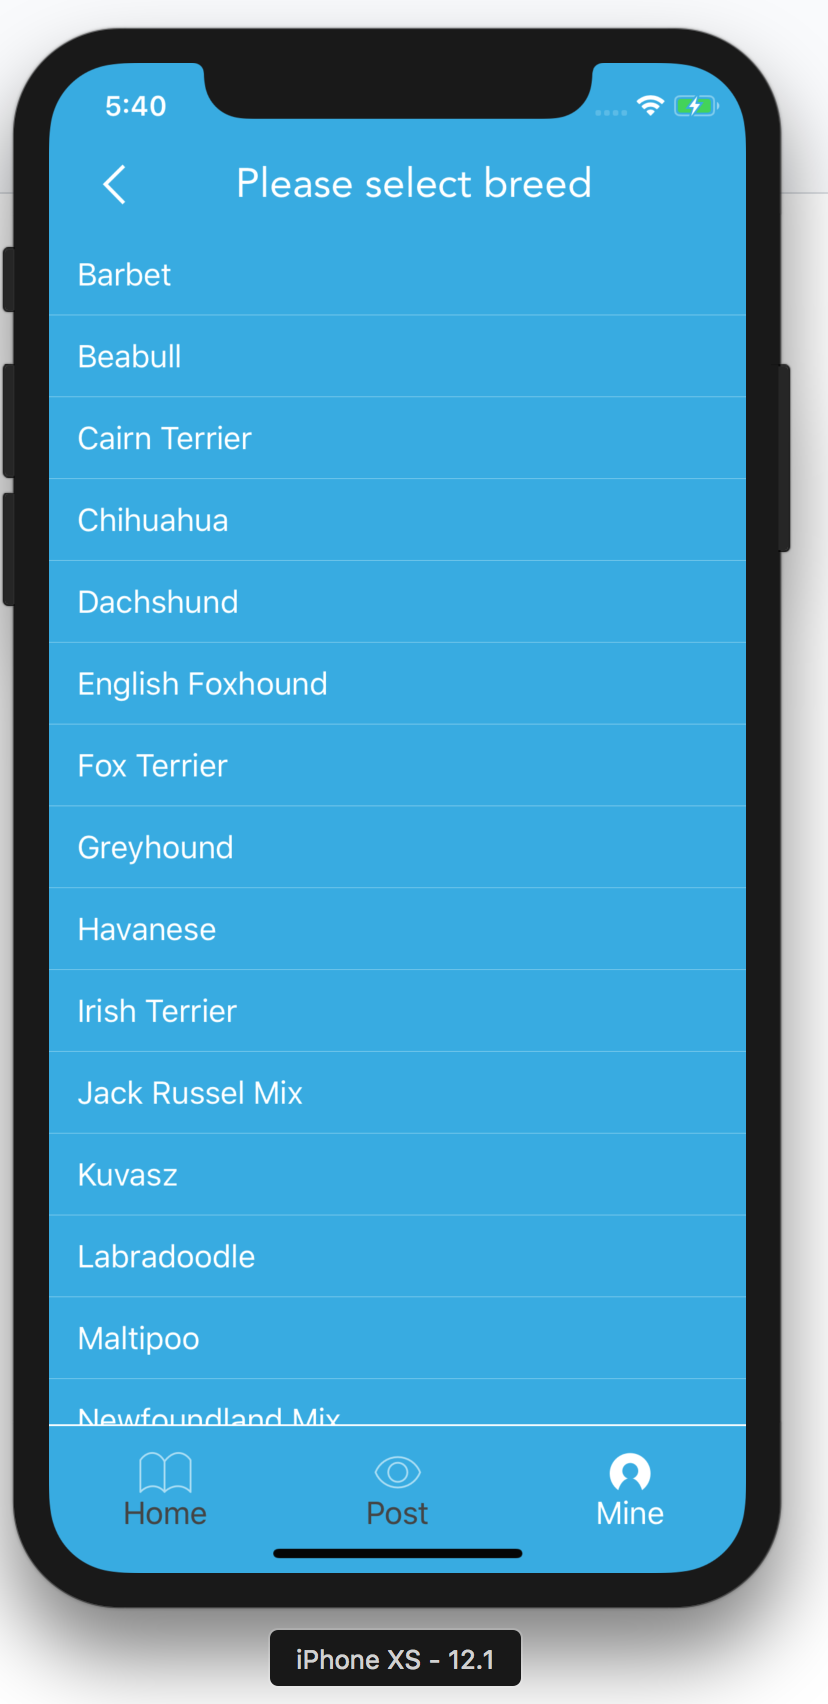 5:40
Please select breed
Barbet
Beabull
Cairn Terrier
Chihuahua
Dachshund
English Foxhound
Fox Terrier
Greyhound
Havanese
Irish Terrier
Jack Russel Mix
Kuvasz
Labradoodle
Maltipoo
Newfoundland Mix
Home
Post
Mine
iPhone XS - 12.1